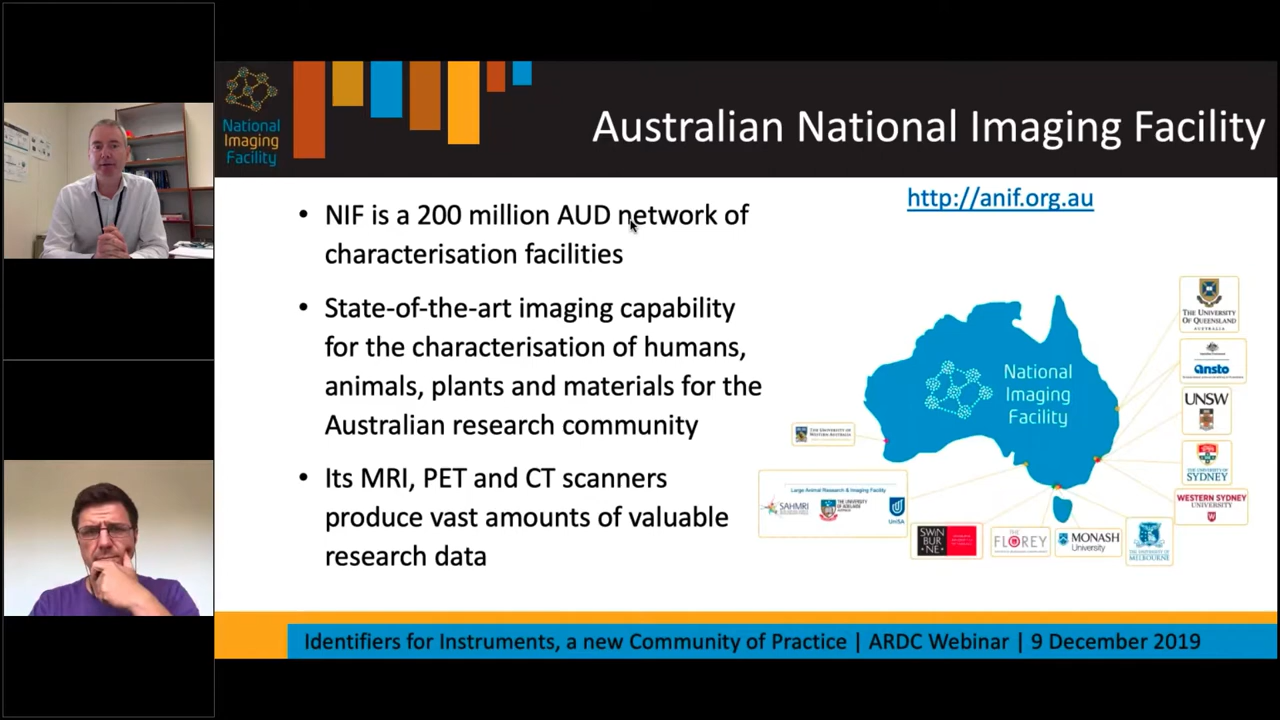 National
Imaging
Facility
Australian National Imaging Facility
http://anif.org.au
• NIF is a 200 million AUD network of
characterisation facilities
• State-of-the-art imaging capability
for the characterisation of humans,
animals, plants and materials for the
Australian research community
• Its MRI, PET and CT scanners
produce vast amounts of valuable
research data
National
Imaging
Facility
THE UNIVERSITY
OF QUEENSLAND
AUSTRALIA
ansto
UNSW
THE UNIVERSITY OF
SYDNEY
WESTERN SYDNEY
UNIVERSITY
W
THE UNIVERSITY OF
WESTERN AUSTRALIA
Large Animal Research & Imaging Facility
SAHMRI
THE UNIVERSITY
of ADELAIDE
UniSA
SWIN
BUR
NE
THE
FLOREY
MONASH
University
THE UNIVERSITY OF
MELBOURNE
Identifiers for Instruments, a new Community of Practice | ARDC Webinar | 9 December 2019